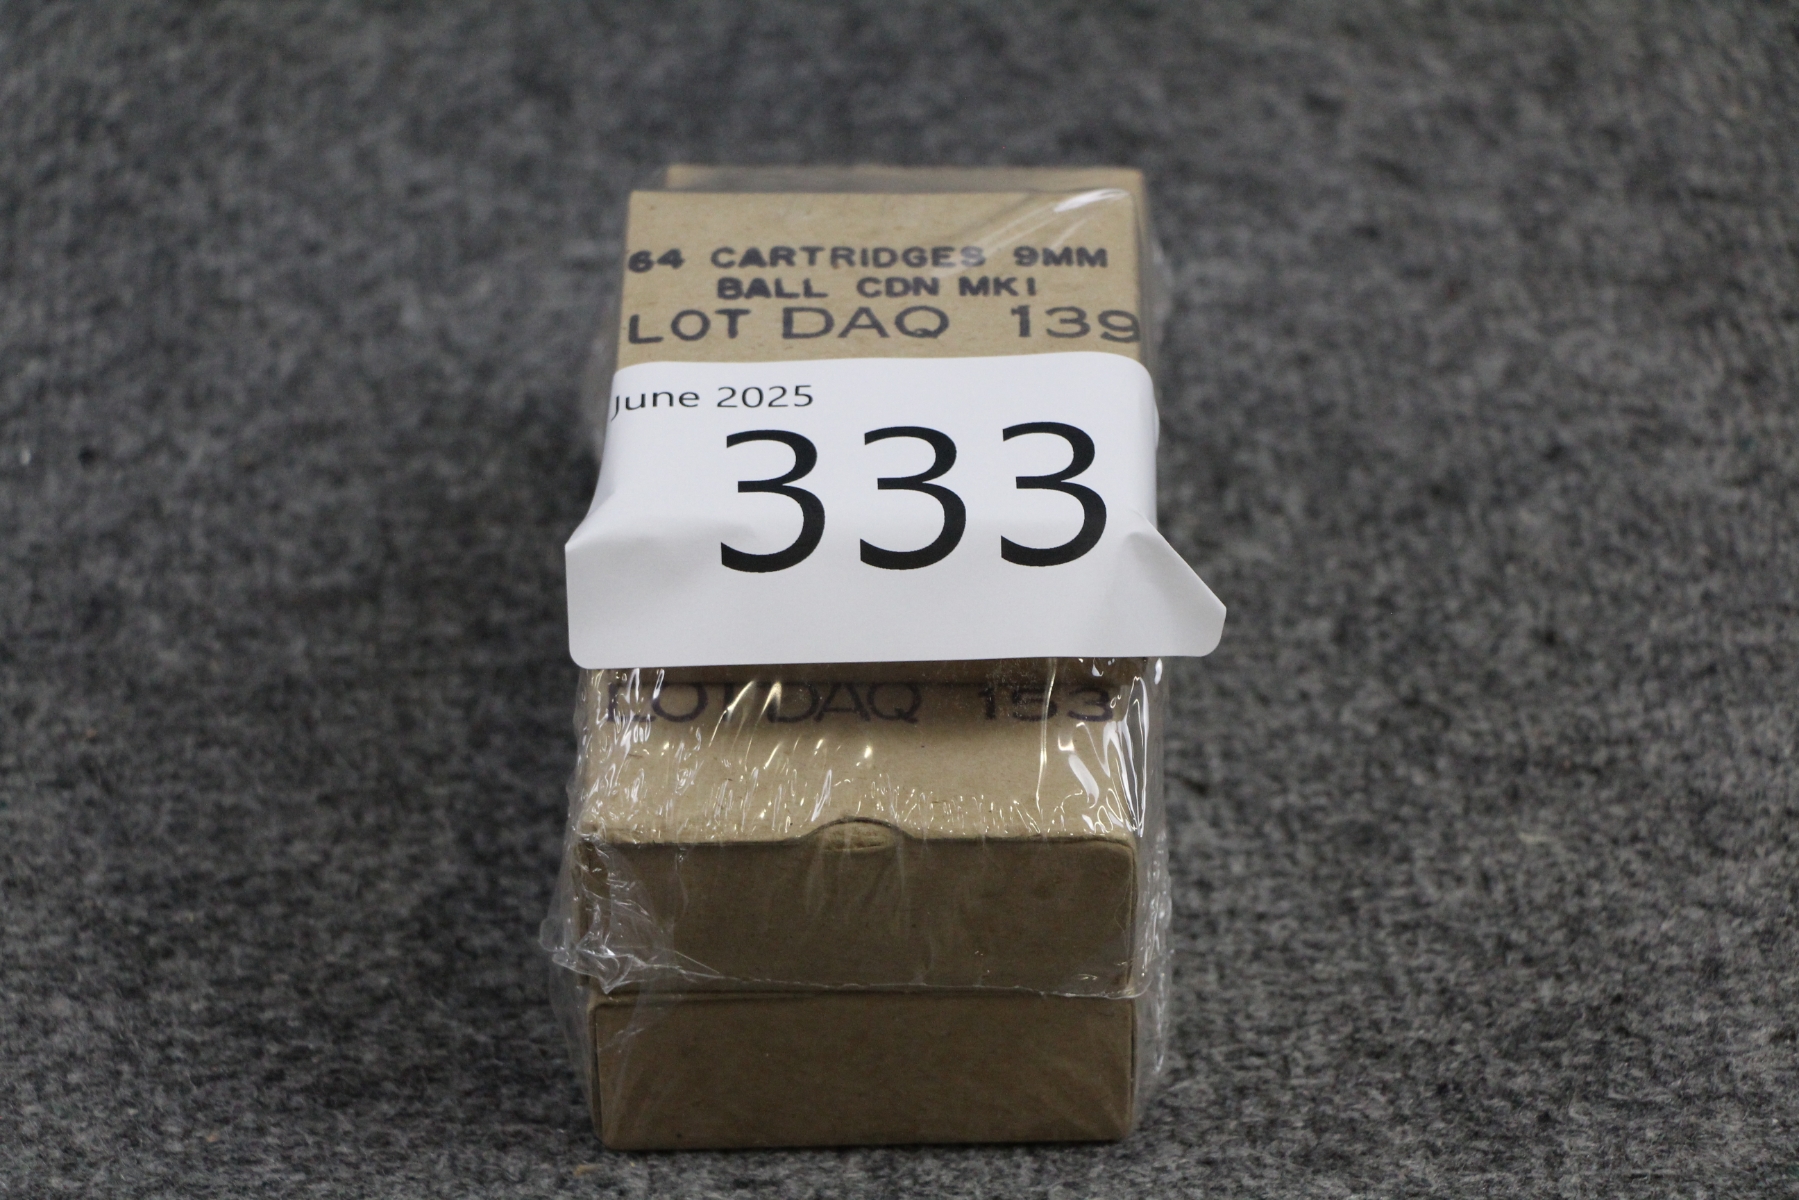 64 CARTRIDGES 9MM
BALL CDN MK1
LOT DAQ 139
June 2025
333
LOT DAQ 153